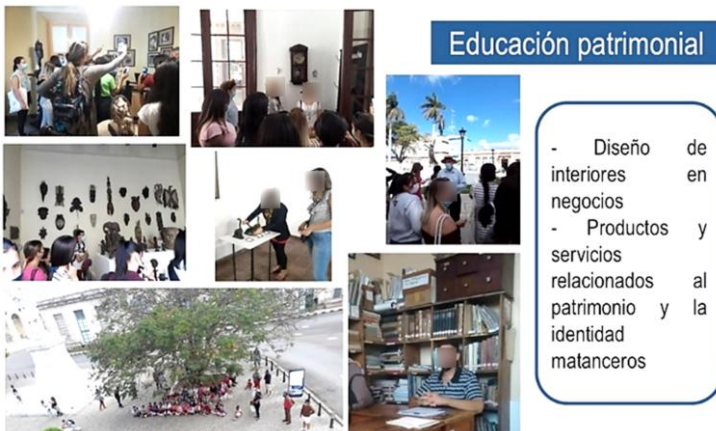 Educación patrimonial
- Diseño de
interiores en
negocios
- Productos y
servicios
relacionados al
patrimonio y la
identidad
matanceros